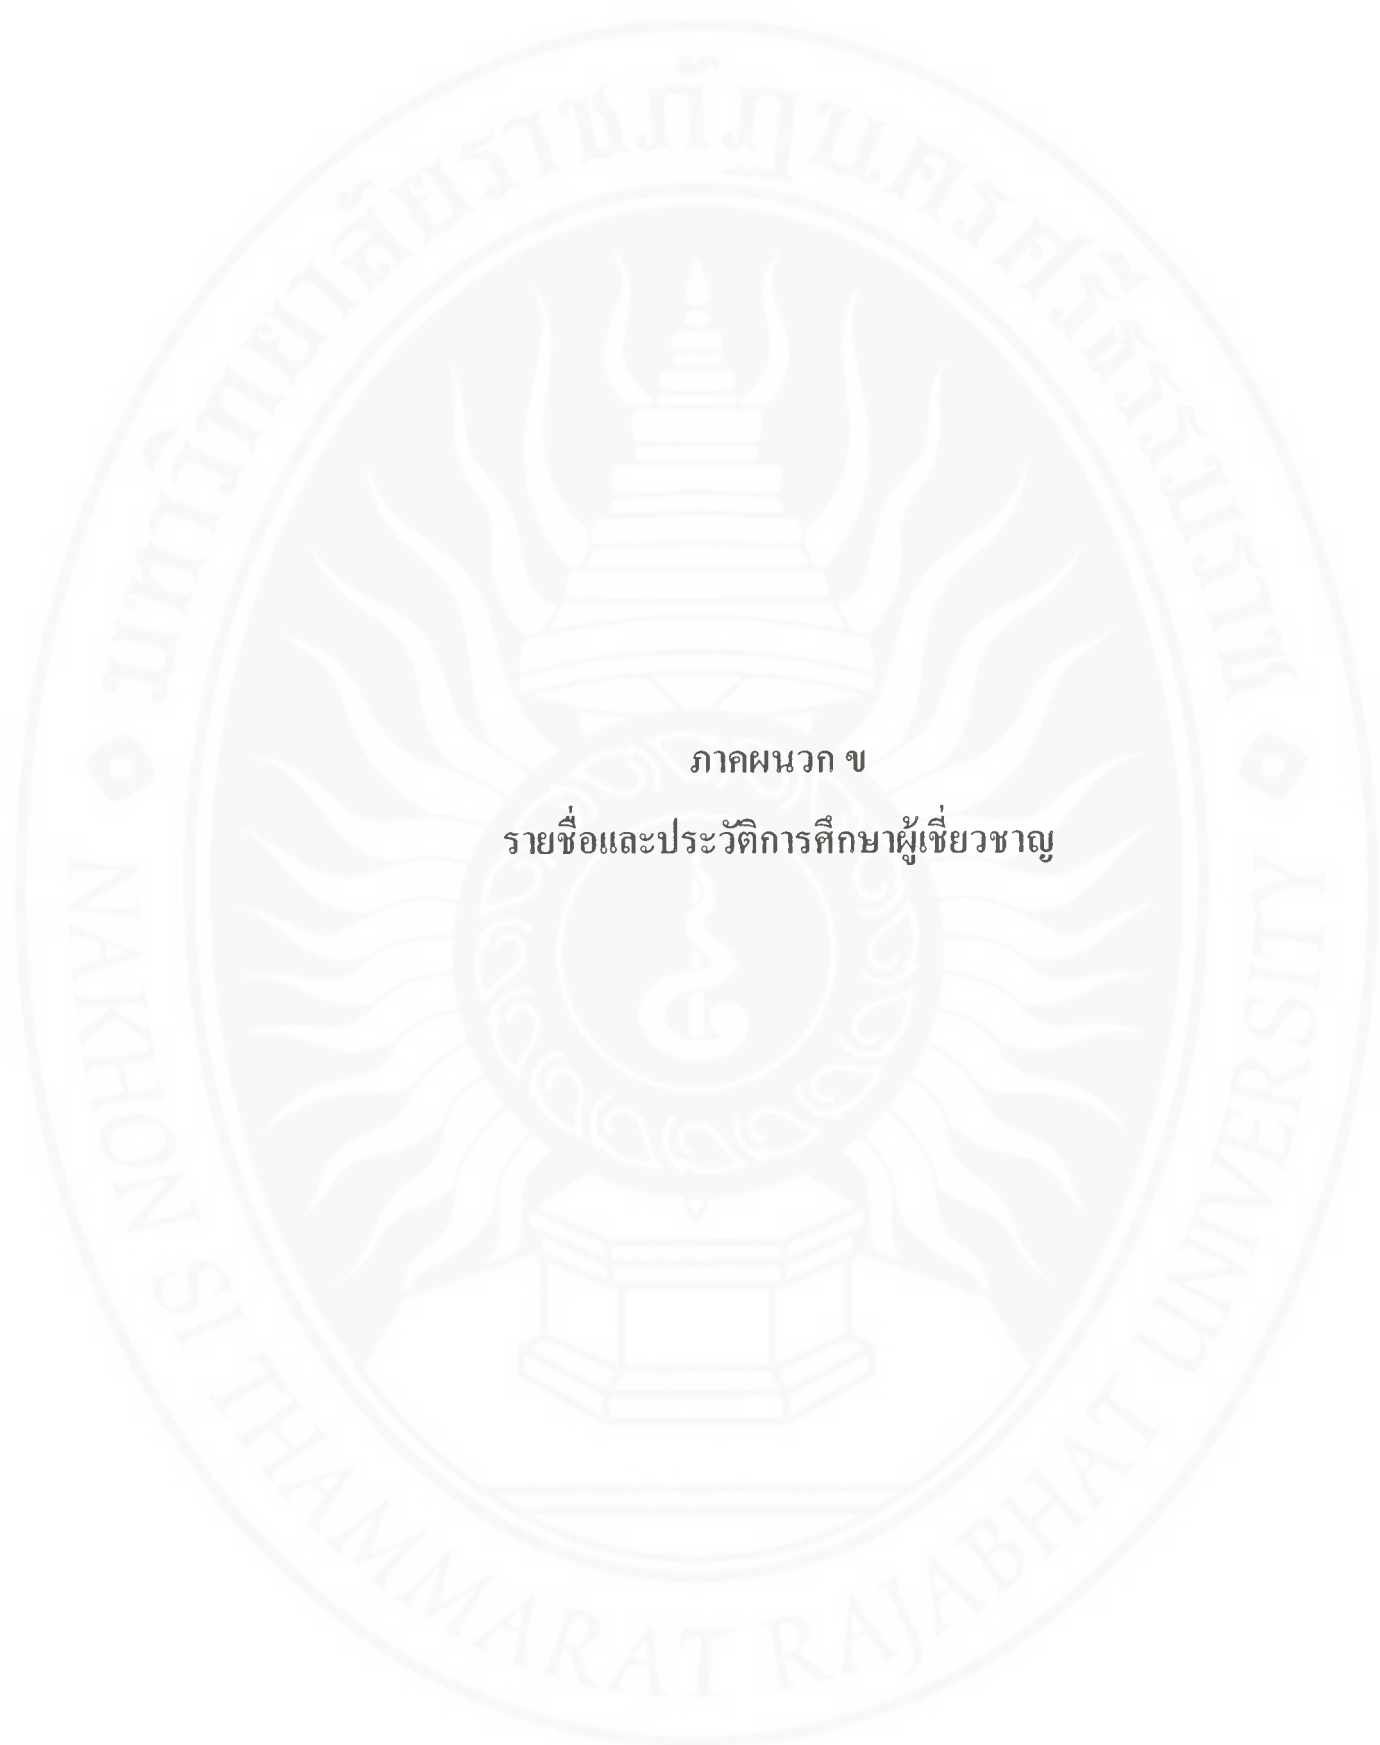 มหาวิทยาลัยราชภัฏนครศรีธรรมราช
ภาคผนวก ข
รายชื่อและประวัติการศึกษาผู้เชี่ยวชาญ
NAKHON SI THAMMARAT RAJABHAT UNIVERSITY